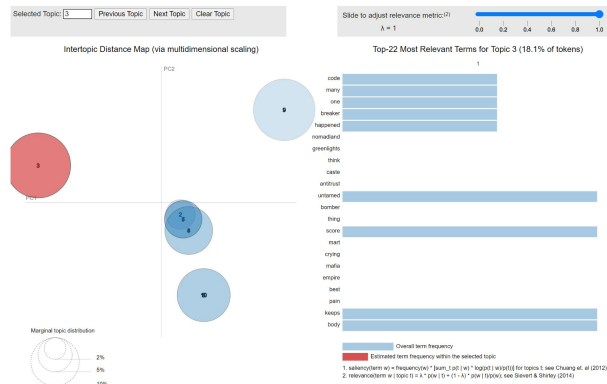 Selected Topic: 3 Previous Topic Next Topic Clear Topic
Slide to adjust relevance metric:(2)
λ = 1
0.0 0.2 0.4 0.6 0.8 1.0
Intertopic Distance Map (via multidimensional scaling)
PC2
PC1
3
2
6
Marginal topic distribution
2%
5%
10%
Top-22 Most Relevant Terms for Topic 3 (18.1% of tokens)
1
code
many
one
breaker
happened
nomadland
greenlights
think
caste
antitrust
untamed
bomber
thing
score
mart
crying
mafia
empire
best
pain
keeps
body
Overall term frequency
Estimated term frequency within the selected topic
1. saliency(term w) = frequency(w) * [sum_t p(t | w) * log(p(t | w)/p(t))] for topics t; see Chuang et. al (2012)
2. relevance(term w | topic t) = λ * p(w | t) + (1 - λ) * p(w | t)/p(w); see Sievert & Shirley (2014)